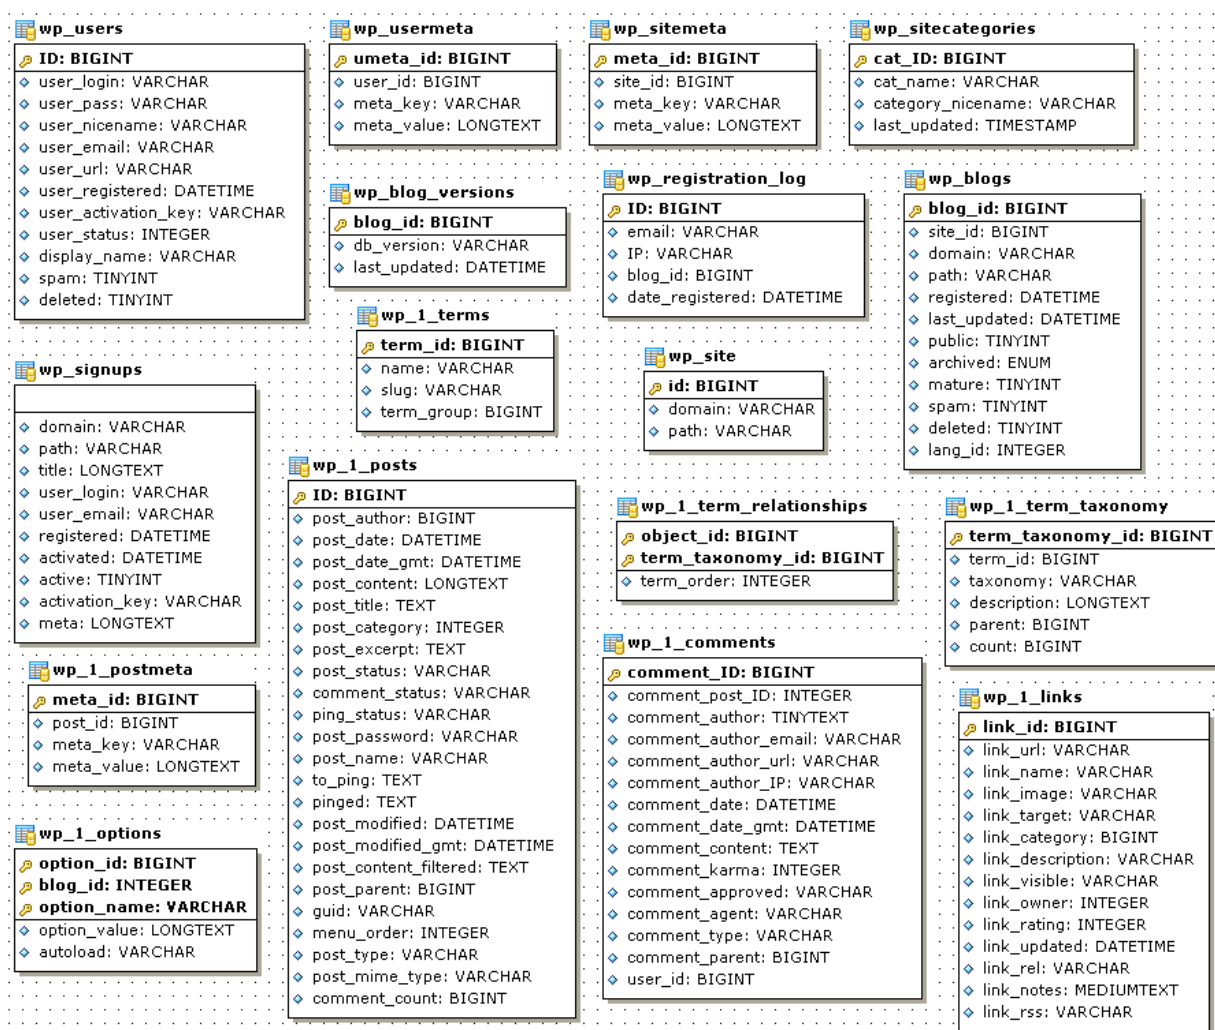 wp_users
ID: BIGINT
user_login: VARCHAR
user_pass: VARCHAR
user_nicename: VARCHAR
user_email: VARCHAR
user_url: VARCHAR
user_registered: DATETIME
user_activation_key: VARCHAR
user_status: INTEGER
display_name: VARCHAR
spam: TINYINT
deleted: TINYINT
wp_usermeta
umeta_id: BIGINT
user_id: BIGINT
meta_key: VARCHAR
meta_value: LONGTEXT
wp_sitemeta
meta_id: BIGINT
site_id: BIGINT
meta_key: VARCHAR
meta_value: LONGTEXT
wp_sitecategories
cat_ID: BIGINT
cat_name: VARCHAR
category_nicename: VARCHAR
last_updated: TIMESTAMP
wp_blog_versions
blog_id: BIGINT
db_version: VARCHAR
last_updated: DATETIME
wp_registration_log
ID: BIGINT
email: VARCHAR
IP: VARCHAR
blog_id: BIGINT
date_registered: DATETIME
wp_blogs
blog_id: BIGINT
site_id: BIGINT
domain: VARCHAR
path: VARCHAR
registered: DATETIME
last_updated: DATETIME
public: TINYINT
archived: ENUM
mature: TINYINT
spam: TINYINT
deleted: TINYINT
lang_id: INTEGER
wp_1_terms
term_id: BIGINT
name: VARCHAR
slug: VARCHAR
term_group: BIGINT
wp_site
id: BIGINT
domain: VARCHAR
path: VARCHAR
wp_signups
domain: VARCHAR
path: VARCHAR
title: LONGTEXT
user_login: VARCHAR
user_email: VARCHAR
registered: DATETIME
activated: DATETIME
active: TINYINT
activation_key: VARCHAR
meta: LONGTEXT
wp_1_posts
ID: BIGINT
post_author: BIGINT
post_date: DATETIME
post_date_gmt: DATETIME
post_content: LONGTEXT
post_title: TEXT
post_category: INTEGER
post_excerpt: TEXT
post_status: VARCHAR
comment_status: VARCHAR
ping_status: VARCHAR
post_password: VARCHAR
post_name: VARCHAR
to_ping: TEXT
pinged: TEXT
post_modified: DATETIME
post_modified_gmt: DATETIME
post_content_filtered: TEXT
post_parent: BIGINT
guid: VARCHAR
menu_order: INTEGER
post_type: VARCHAR
post_mime_type: VARCHAR
comment_count: BIGINT
wp_1_term_relationships
object_id: BIGINT
term_taxonomy_id: BIGINT
term_order: INTEGER
wp_1_term_taxonomy
term_taxonomy_id: BIGINT
term_id: BIGINT
taxonomy: VARCHAR
description: LONGTEXT
parent: BIGINT
count: BIGINT
wp_1_postmeta
meta_id: BIGINT
post_id: BIGINT
meta_key: VARCHAR
meta_value: LONGTEXT
wp_1_comments
comment_ID: BIGINT
comment_post_ID: INTEGER
comment_author: TINYTEXT
comment_author_email: VARCHAR
comment_author_url: VARCHAR
comment_author_IP: VARCHAR
comment_date: DATETIME
comment_date_gmt: DATETIME
comment_content: TEXT
comment_karma: INTEGER
comment_approved: VARCHAR
comment_agent: VARCHAR
comment_type: VARCHAR
comment_parent: BIGINT
user_id: BIGINT
wp_1_links
link_id: BIGINT
link_url: VARCHAR
link_name: VARCHAR
link_image: VARCHAR
link_target: VARCHAR
link_category: BIGINT
link_description: VARCHAR
link_visible: VARCHAR
link_owner: INTEGER
link_rating: INTEGER
link_updated: DATETIME
link_rel: VARCHAR
link_notes: MEDIUMTEXT
link_rss: VARCHAR
wp_1_options
option_id: BIGINT
blog_id: INTEGER
option_name: VARCHAR
option_value: LONGTEXT
autoload: VARCHAR